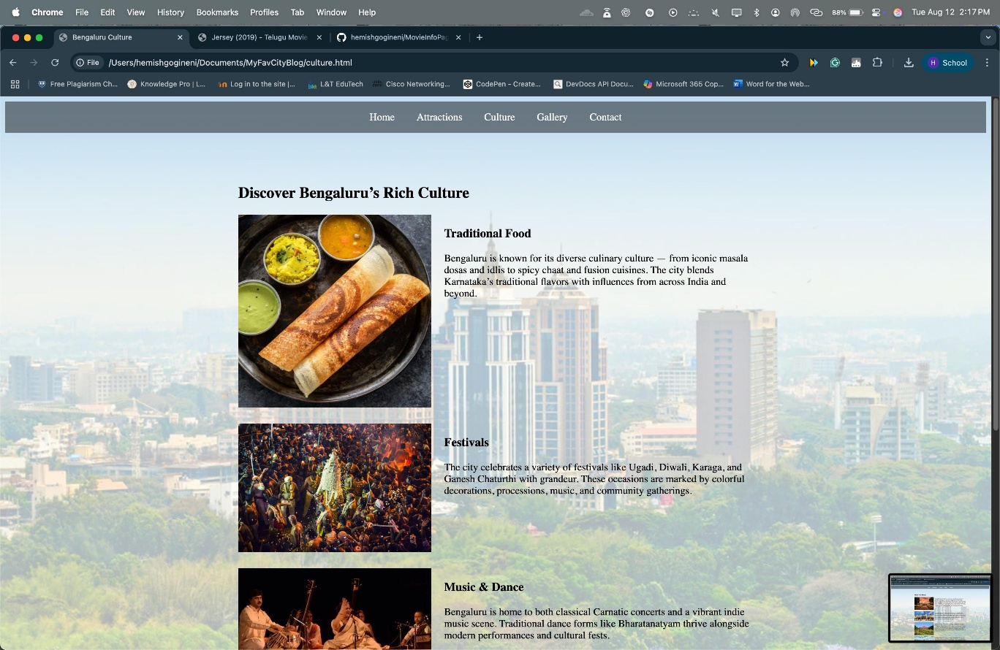 Chrome File Edit View History Bookmarks Profiles Tab Window Help 88% Tue Aug 12 2:17 PM
Bengaluru Culture Jersey (2019) - Telugu Movie hemishgogineni/MovieInfoPag
File /Users/hemishgogineni/Documents/MyFavCityBlog/culture.html H School
Free Plagiarism Ch... Knowledge Pro | L... Log in to the site |... L&T EduTech Cisco Networking... CodePen - Create... DevDocs API Docu... Microsoft 365 Cop... Word for the Web...
Home Attractions Culture Gallery Contact
Discover Bengaluru’s Rich Culture
Traditional Food
Bengaluru is known for its diverse culinary culture — from iconic masala
dosas and idlis to spicy chaat and fusion cuisines. The city blends
Karnataka’s traditional flavors with influences from across India and
beyond.
Festivals
The city celebrates a variety of festivals like Ugadi, Diwali, Karaga, and
Ganesh Chaturthi with grandeur. These occasions are marked by colorful
decorations, processions, music, and community gatherings.
Music & Dance
Bengaluru is home to both classical Carnatic concerts and a vibrant indie
music scene. Traditional dance forms like Bharatanatyam thrive alongside
modern performances and cultural fests.